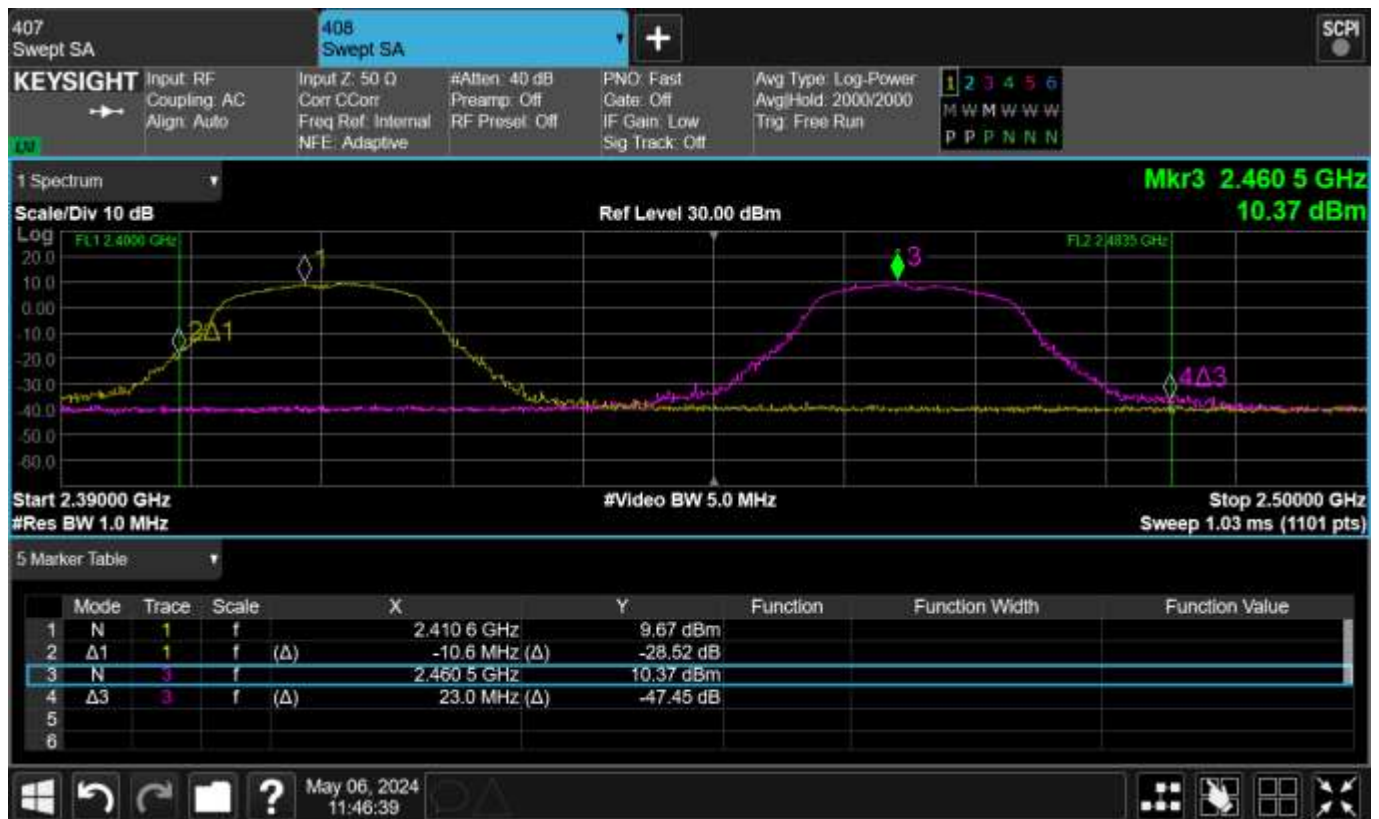 407
Swept SA
408
Swept SA
+
SCPI
KEYSIGHT
Input: RF
Coupling: AC
Align: Auto
Input Z: 50 Ω
Corr CCorr
Freq Ref: Internal
NFE: Adaptive
#Atten: 40 dB
Preamp: Off
RF Presel: Off
PNO: Fast
Gate: Off
IF Gain: Low
Sig Track: Off
Avg Type: Log-Power
Avg|Hold: 2000/2000
Trig: Free Run
1 2 3 4 5 6
M W M W W W
P P P N N N
1 Spectrum
Mkr3 2.460 5 GHz
10.37 dBm
Scale/Div 10 dB
Ref Level 30.00 dBm
Log
FL1 2.4000 GHz
FL2 2.4835 GHz
20.0
10.0
0.00
-10.0
-20.0
-30.0
-40.0
-50.0
-60.0
1
2Δ1
3
4Δ3
Start 2.39000 GHz
#Video BW 5.0 MHz
Stop 2.50000 GHz
#Res BW 1.0 MHz
Sweep 1.03 ms (1101 pts)
5 Marker Table
Mode Trace Scale X Y Function Function Width Function Value
1 N 1 f 2.410 6 GHz 9.67 dBm
2 Δ1 1 f (Δ) -10.6 MHz (Δ) -28.52 dB
3 N 3 f 2.460 5 GHz 10.37 dBm
4 Δ3 3 f (Δ) 23.0 MHz (Δ) -47.45 dB
5
6
?
May 06, 2024
11:46:39